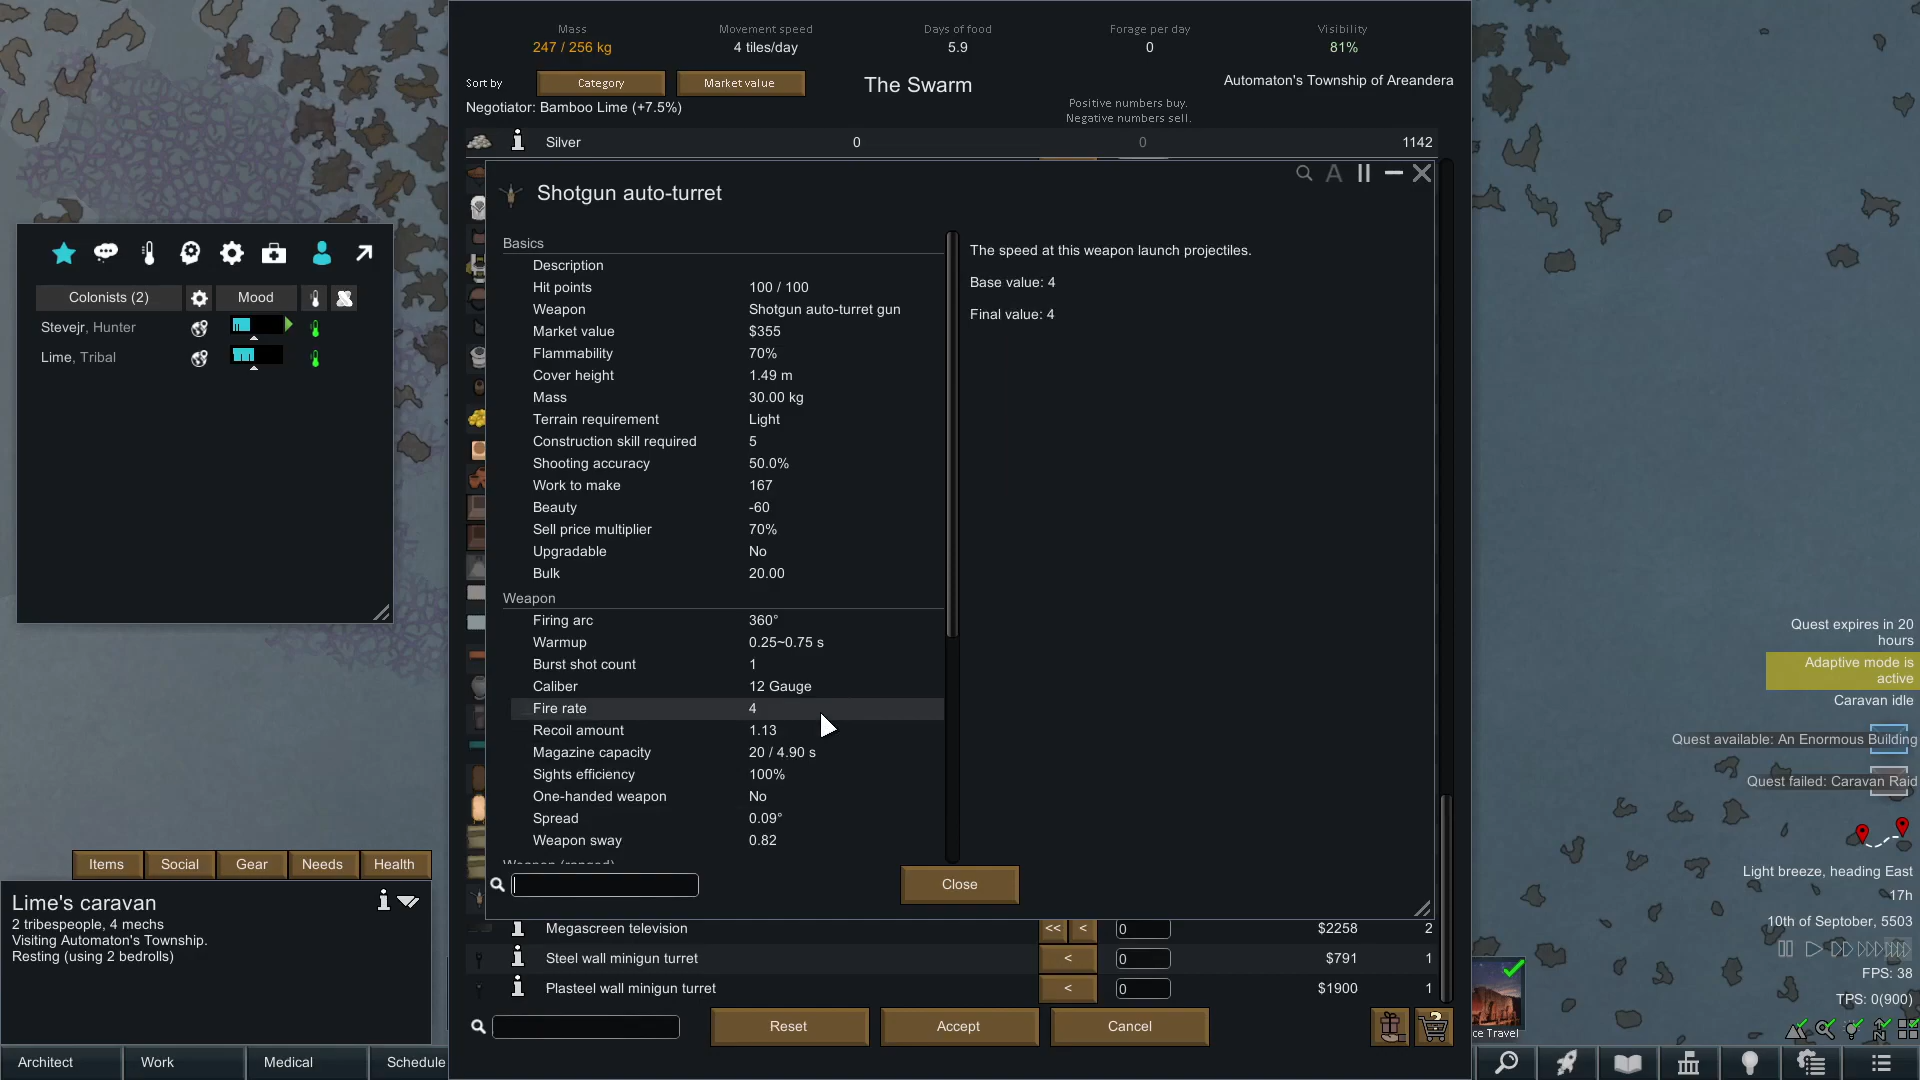 Mass
247 / 256 kg
Movement speed
4 tiles/day
Days of food
5.9
Forage per day
0
Visibility
81%
Sort by
Category
Market value
The Swarm
Automaton's Township of Areandera
Negotiator: Bamboo Lime (+7.5%)
Positive numbers buy.
Negative numbers sell.
Silver 0 0 1142
Shotgun auto-turret
Basics
Description
Hit points 100 / 100
Weapon Shotgun auto-turret gun
Market value $355
Flammability 70%
Cover height 1.49 m
Mass 30.00 kg
Terrain requirement Light
Construction skill required 5
Shooting accuracy 50.0%
Work to make 167
Beauty -60
Sell price multiplier 70%
Upgradable No
Bulk 20.00
Weapon
Firing arc 360°
Warmup 0.25~0.75 s
Burst shot count 1
Caliber 12 Gauge
Fire rate 4
Recoil amount 1.13
Magazine capacity 20 / 4.90 s
Sights efficiency 100%
One-handed weapon No
Spread 0.09°
Weapon sway 0.82
Weapon (ranged)
The speed at this weapon launch projectiles.
Base value: 4
Final value: 4
Close
Megascreen television << < 0 $2258 2
Steel wall minigun turret < 0 $791 1
Plasteel wall minigun turret < 0 $1900 1
Reset
Accept
Cancel
Colonists (2)
Mood
Stevejr, Hunter
Lime, Tribal
Items
Social
Gear
Needs
Health
Lime's caravan
2 tribespeople, 4 mechs
Visiting Automaton's Township.
Resting (using 2 bedrolls)
Architect
Work
Medical
Schedule
Quest expires in 20
hours
Adaptive mode is
active
Caravan idle
Quest available: An Enormous Building
Quest failed: Caravan Raid
Light breeze, heading East
17h
10th of Septober, 5503
FPS: 38
TPS: 0(900)
ce Travel